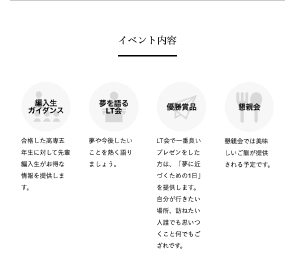 イベント内容
編入生
ガイダンス
合格した高専五
年生に対して先輩
編入生がお得な
情報を提供しま
す。
夢を語る
LT会
夢や今後したい
ことを熱く語り
ましょう。
優勝賞品
LT会で一番良い
プレゼンをした
方は、「夢に近
づくための1日」
を提供します。
自分が行きたい
場所、訪ねたい
人誰でも思いつ
くこと何でもご
ざれです。
懇親会
懇親会では美味
しいご飯が提供
される予定です。